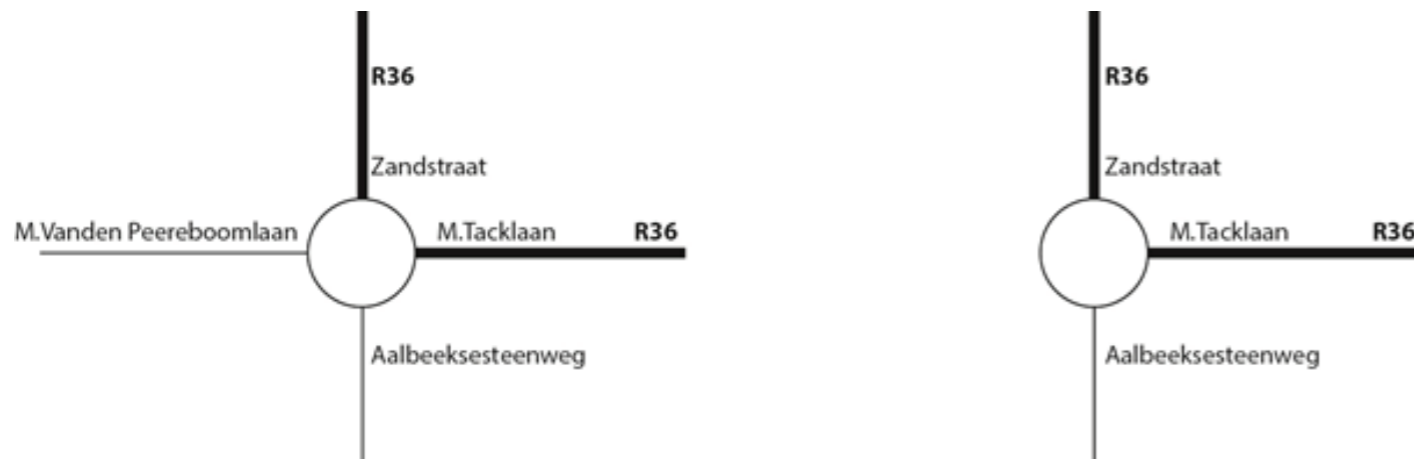 R36
Zandstraat
M.Vanden Peereboomlaan
M.Tacklaan
R36
Aalbeeksesteenweg
R36
Zandstraat
M.Tacklaan
R36
Aalbeeksesteenweg